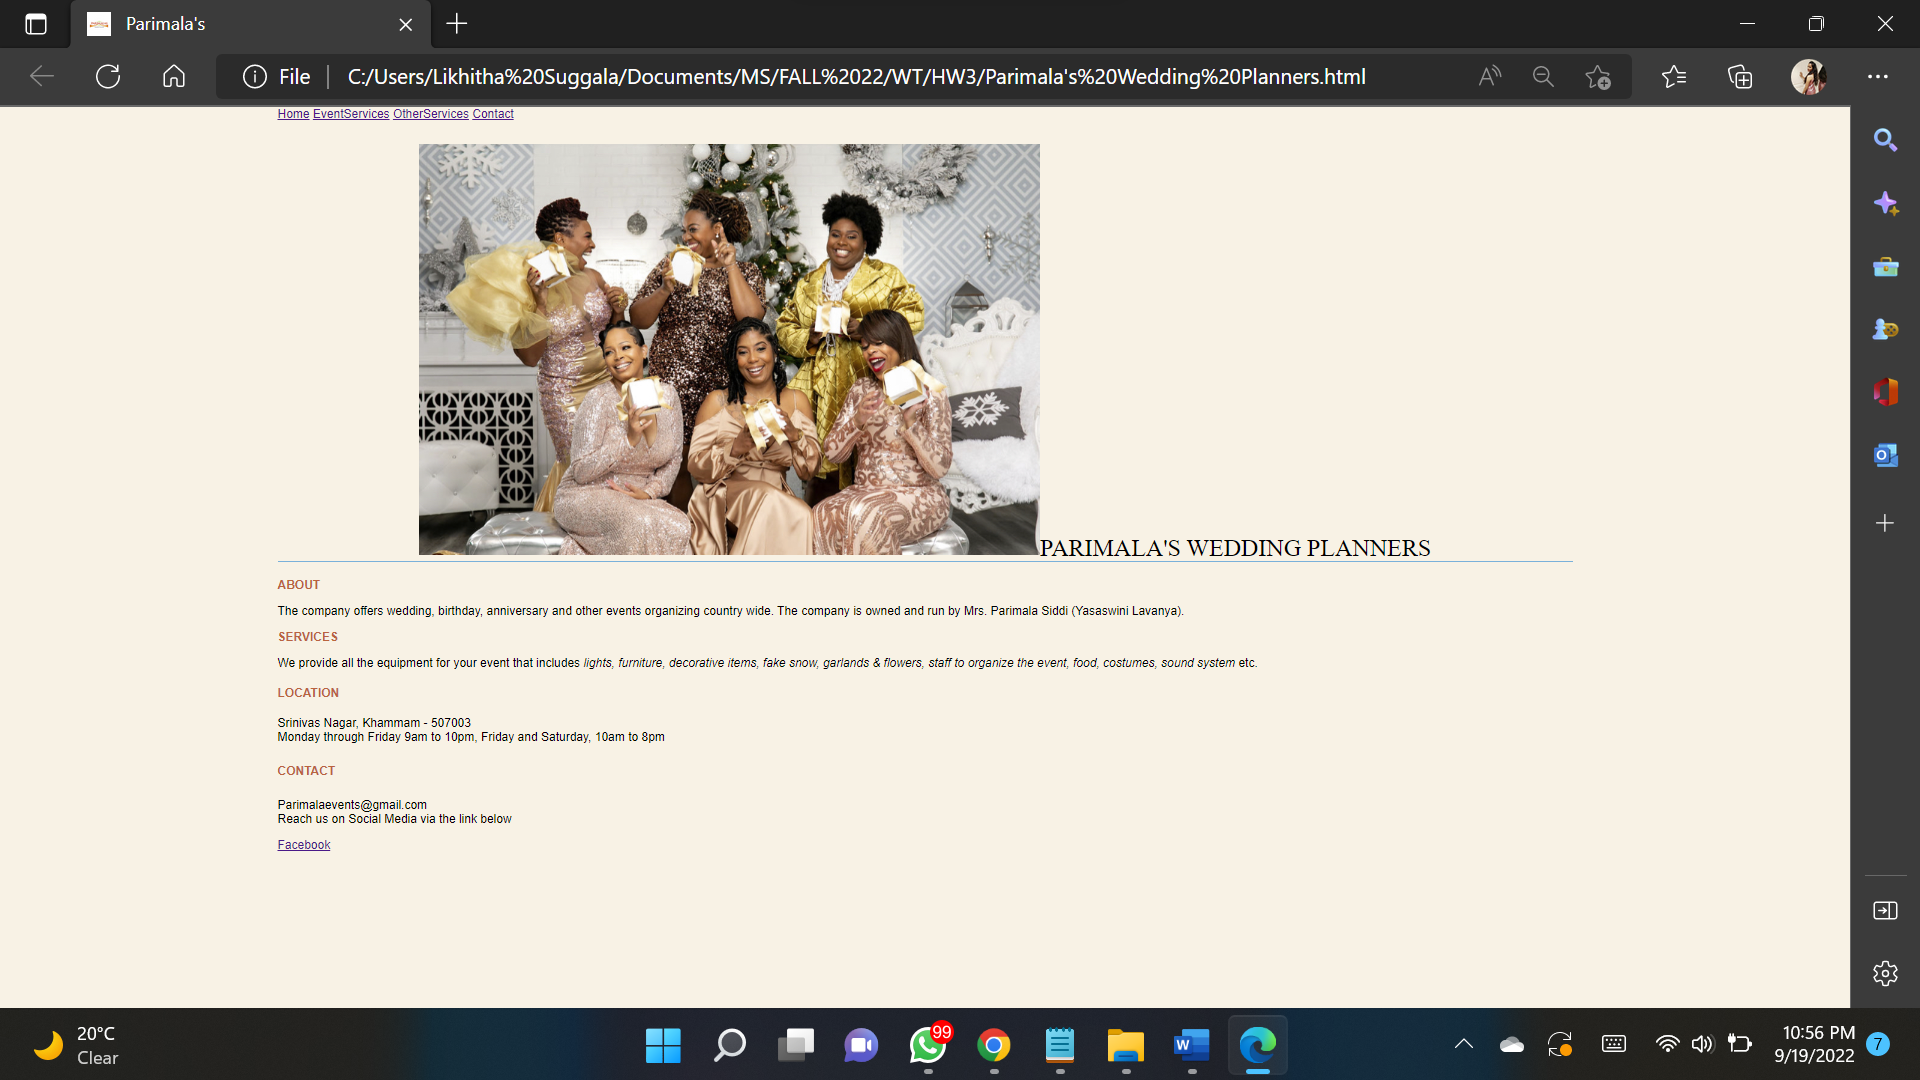 Parimala's
File
C:/Users/Likhitha%20Suggala/Documents/MS/FALL%2022/WT/HW3/Parimala's%20Wedding%20Planners.html
Home EventServices OtherServices Contact
PARIMALA'S WEDDING PLANNERS
ABOUT
The company offers wedding, birthday, anniversary and other events organizing country wide. The company is owned and run by Mrs. Parimala Siddi (Yasaswini Lavanya).
SERVICES
We provide all the equipment for your event that includes lights, furniture, decorative items, fake snow, garlands & flowers, staff to organize the event, food, costumes, sound system etc.
LOCATION
Srinivas Nagar, Khammam - 507003
Monday through Friday 9am to 10pm, Friday and Saturday, 10am to 8pm
CONTACT
Parimalaevents@gmail.com
Reach us on Social Media via the link below
Facebook
20°C
Clear
99
10:56 PM
9/19/2022
7